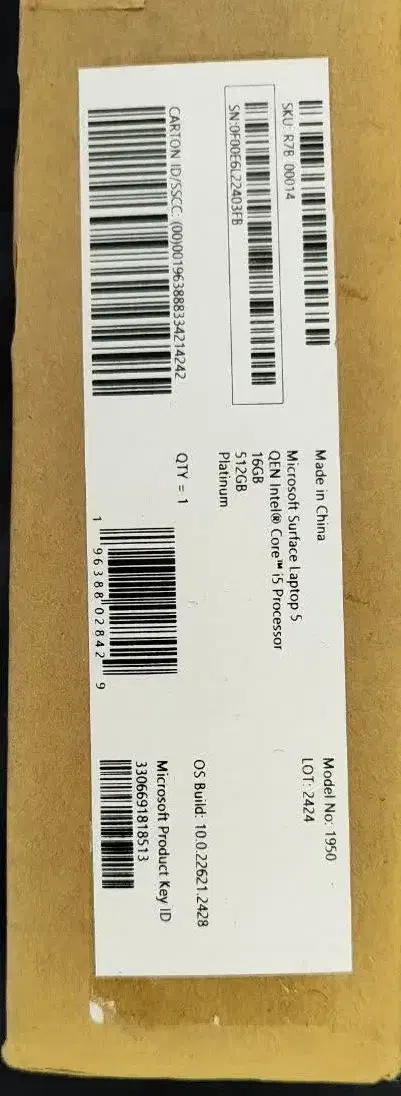 SKU: R7B 00014
SN:0F00E6L22403FB
CARTON ID/SSCC: (00)001963888334214242
Made in China
Microsoft Surface Laptop 5
QEN Intel® Core™ i5 Processor
16GB
512GB
Platinum
QTY = 1
1 96388 02842 9
Model No: 1950
LOT: 2424
OS Build: 10.0.22621.2428
Microsoft Product Key ID
3306691818513